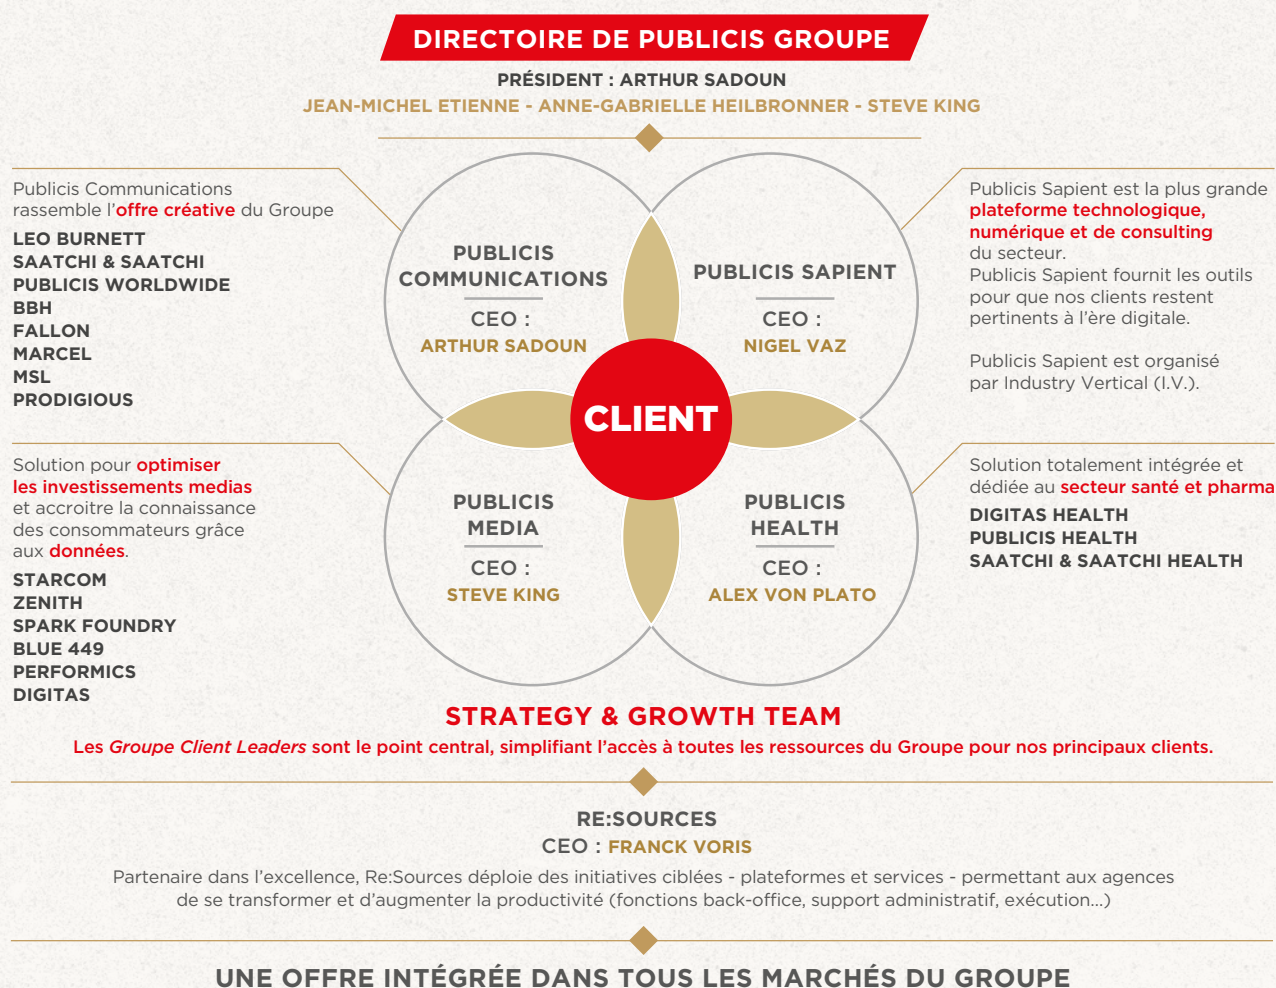 DIRECTOIRE DE PUBLICIS GROUPE
PRÉSIDENT : ARTHUR SADOUN
JEAN-MICHEL ETIENNE - ANNE-GABRIELLE HEILBRONNER - STEVE KING
Publicis Communications
rassemble l’offre créative du Groupe
LEO BURNETT
SAATCHI & SAATCHI
PUBLICIS WORLDWIDE
BBH
FALLON
MARCEL
MSL
PRODIGIOUS
PUBLICIS
COMMUNICATIONS
CEO :
ARTHUR SADOUN
PUBLICIS SAPIENT
CEO :
NIGEL VAZ
Publicis Sapient est la plus grande
plateforme technologique,
numérique et de consulting
du secteur.
Publicis Sapient fournit les outils
pour que nos clients restent
pertinents à l’ère digitale.
Publicis Sapient est organisé
par Industry Vertical (I.V.).
CLIENT
Solution pour optimiser
les investissements medias
et accroitre la connaissance
des consommateurs grâce
aux données.
STARCOM
ZENITH
SPARK FOUNDRY
BLUE 449
PERFORMICS
DIGITAS
PUBLICIS
MEDIA
CEO :
STEVE KING
PUBLICIS
HEALTH
CEO :
ALEX VON PLATO
Solution totalement intégrée et
dédiée au secteur santé et pharma
DIGITAS HEALTH
PUBLICIS HEALTH
SAATCHI & SAATCHI HEALTH
STRATEGY & GROWTH TEAM
Les Groupe Client Leaders sont le point central, simplifiant l’accès à toutes les ressources du Groupe pour nos principaux clients.
RE:SOURCES
CEO : FRANCK VORIS
Partenaire dans l’excellence, Re:Sources déploie des initiatives ciblées - plateformes et services - permettant aux agences
de se transformer et d’augmenter la productivité (fonctions back-office, support administratif, exécution...)
UNE OFFRE INTÉGRÉE DANS TOUS LES MARCHÉS DU GROUPE